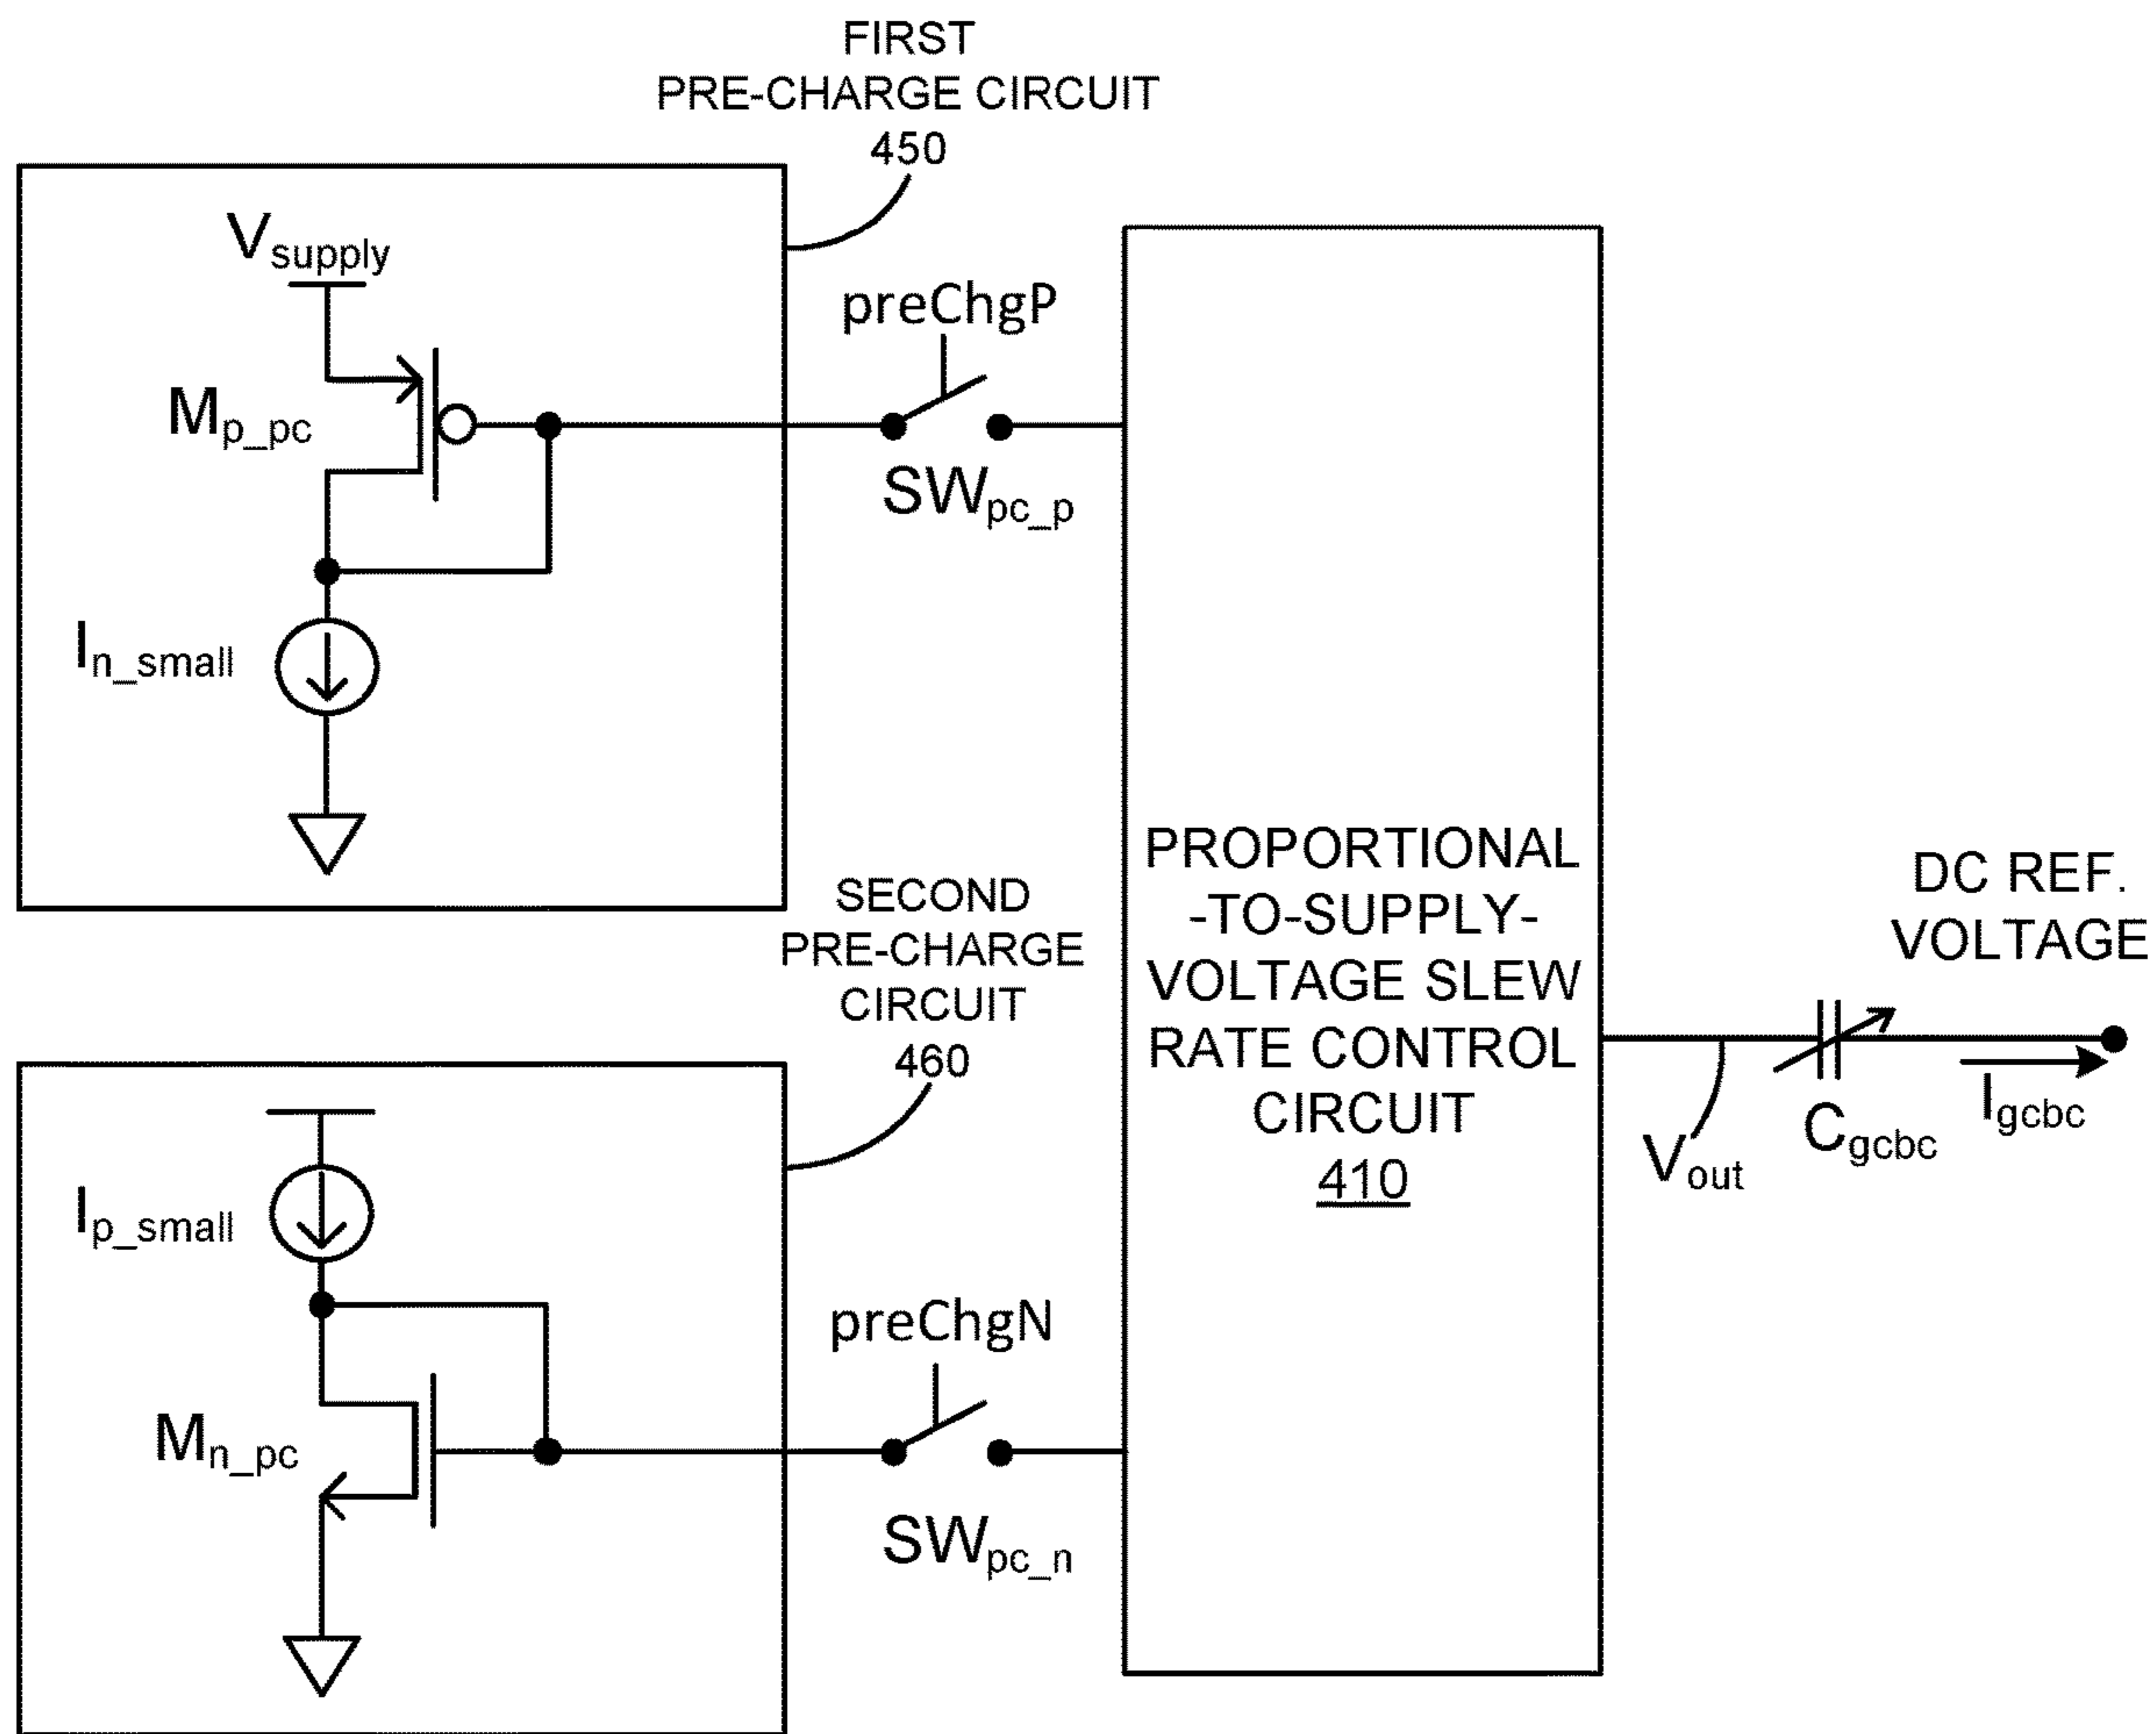 FIRST
PRE-CHARGE CIRCUIT
450
Vsupply
preChgP
Mp_pc
SWpc_p
In_small
SECOND
PRE-CHARGE
CIRCUIT
460
PROPORTIONAL
-TO-SUPPLY-
VOLTAGE SLEW
RATE CONTROL
CIRCUIT
410
DC REF.
VOLTAGE
Vout
Cgcbc
Igcbc
Ip_small
preChgN
Mn_pc
SWpc_n